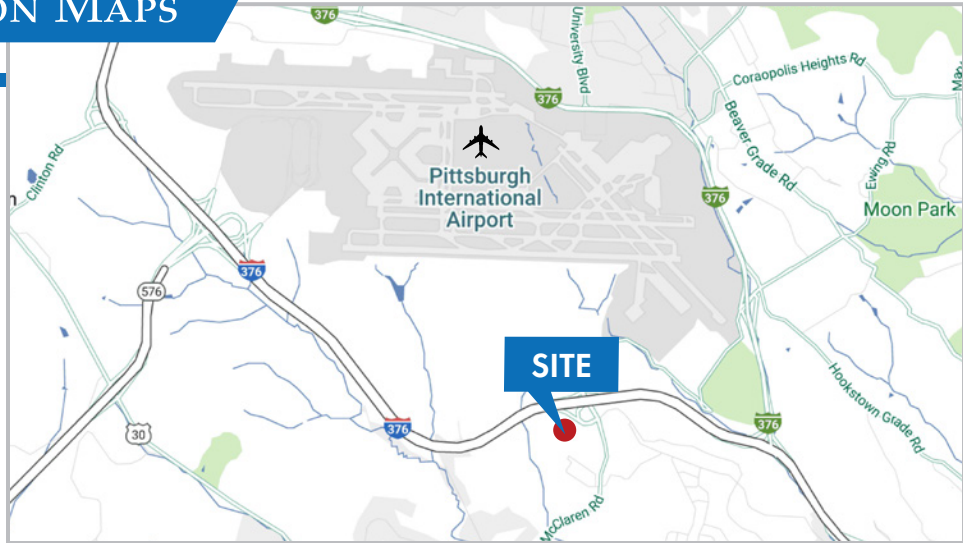 ON MAPS
376
University Blvd
Coraopolis Heights Rd
376
Beaver Grade Rd
Clinton Rd
Ewing Rd
Pittsburgh
International
Airport
376
Moon Park
376
576
SITE
Hookstown Grade Rd
30
376
376
McClaren Rd